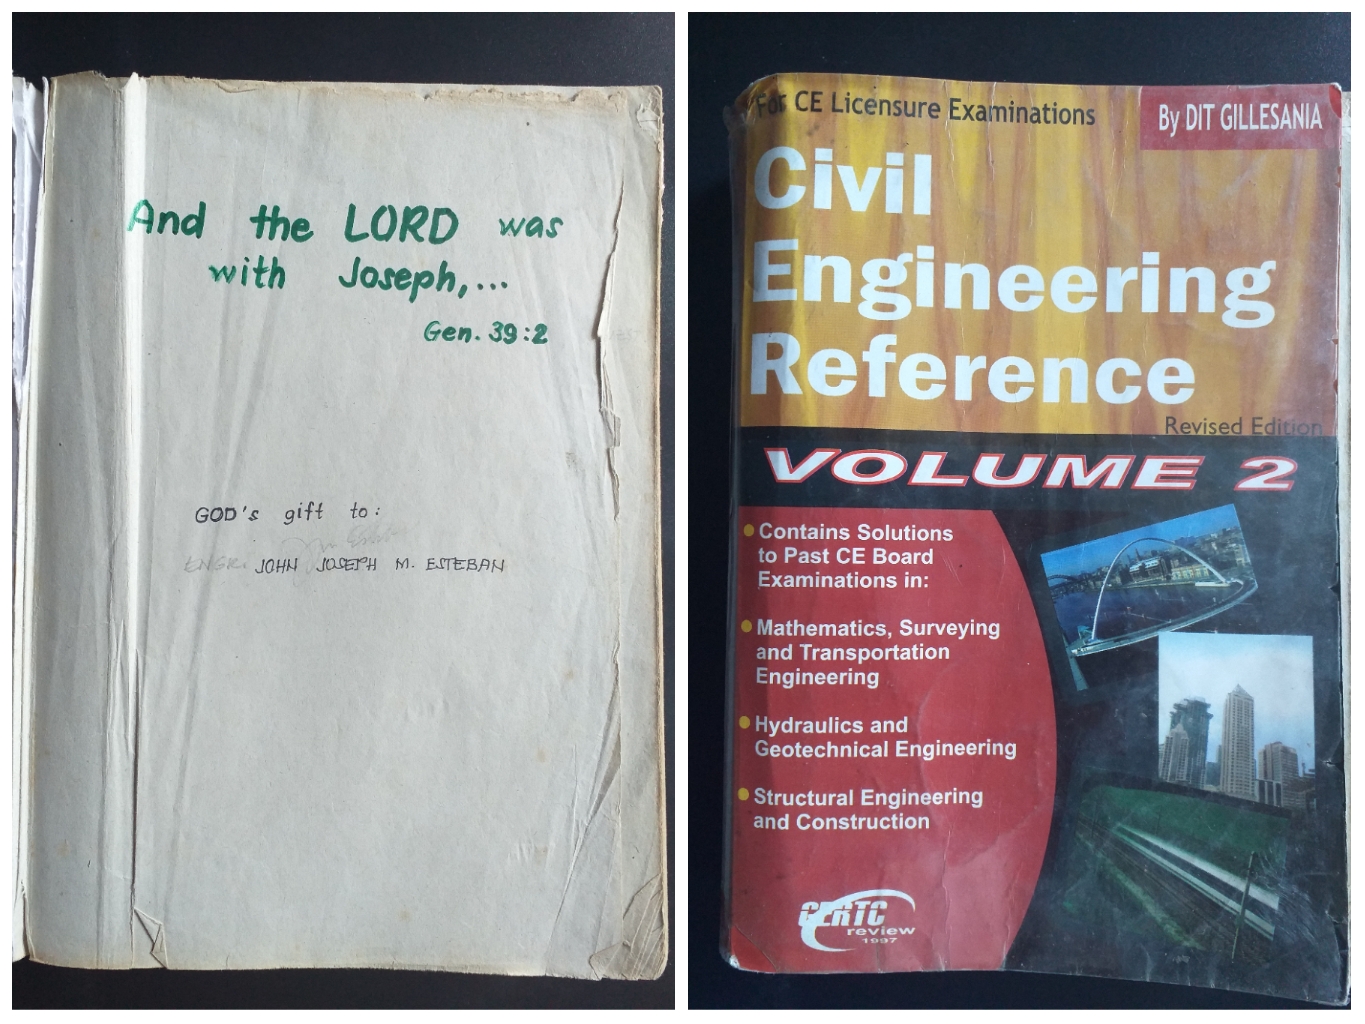 And the LORD was
with Joseph,...
Gen. 39:2
GOD's gift to:
ENGR. JOHN JOSEPH M. ESTEBAN
For CE Licensure Examinations
By DIT GILLESANIA
Civil
Engineering
Reference
Revised Edition
VOLUME 2
Contains Solutions
to Past CE Board
Examinations in:
Mathematics, Surveying
and Transportation
Engineering
Hydraulics and
Geotechnical Engineering
Structural Engineering
and Construction
CERTC
review
1997